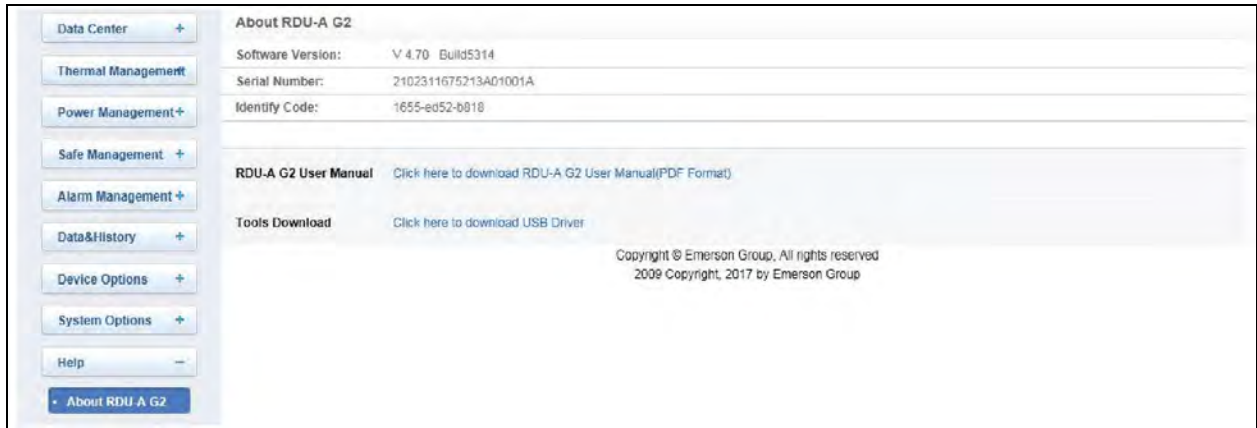 Data Center +
Thermal Management +
Power Management +
Safe Management +
Alarm Management +
Data&History +
Device Options +
System Options +
Help −
• About RDU-A G2
About RDU-A G2
Software Version: V 4.70 Build5314
Serial Number: 2102311675213A01001A
Identify Code: 1655-ed52-b818
RDU-A G2 User Manual Click here to download RDU-A G2 User Manual(PDF Format)
Tools Download Click here to download USB Driver
Copyright © Emerson Group, All rights reserved
2009 Copyright, 2017 by Emerson Group